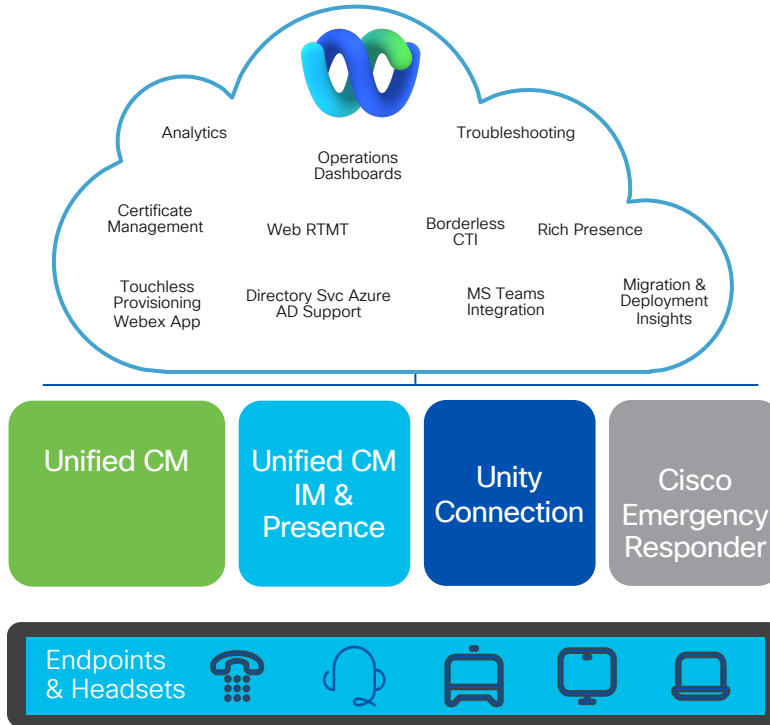 Analytics
Troubleshooting
Operations
Dashboards
Certificate
Management
Web RTMT
Borderless
CTI
Rich Presence
Touchless
Provisioning
Webex App
Directory Svc Azure
AD Support
MS Teams
Integration
Migration &
Deployment
Insights
Unified CM
Unified CM
IM &
Presence
Unity
Connection
Cisco
Emergency
Responder
Endpoints
& Headsets